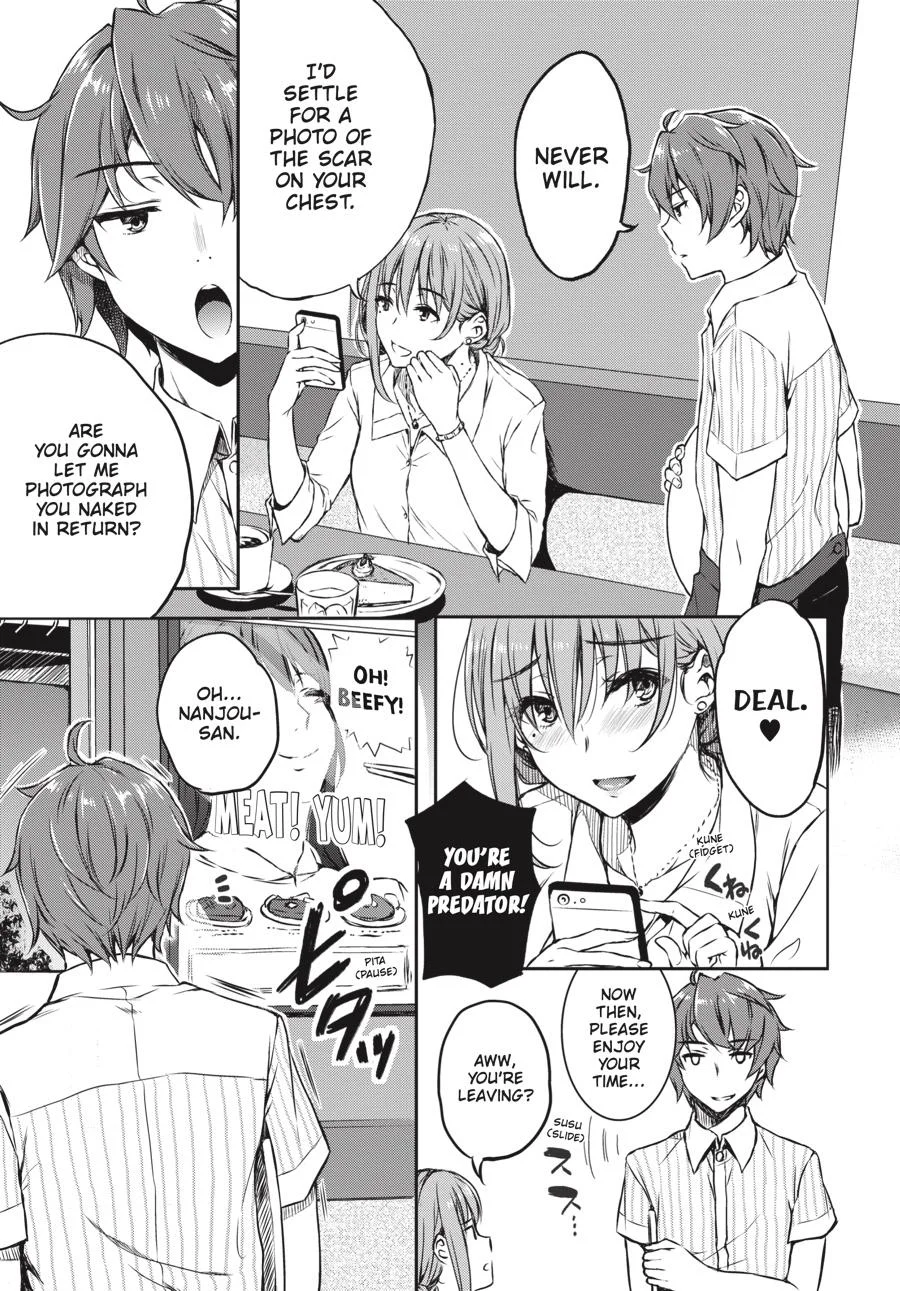 NEVER
WILL.
I'D
SETTLE
FOR A
PHOTO OF
THE SCAR
ON YOUR
CHEST.
ARE
YOU GONNA
LET ME
PHOTOGRAPH
YOU NAKED
IN RETURN?
DEAL.
♥
KUNE
(FIDGET)
くね
KUNE
くね
YOU'RE
A DAMN
PREDATOR!
OH!
BEEFY!
OH...
NANJOU-
SAN.
MEAT! YUM!
PITA
(PAUSE)
ピタッ
NOW
THEN,
PLEASE
ENJOY
YOUR
TIME...
SUSU
(SLIDE)
スス...
AWW,
YOU'RE
LEAVING?